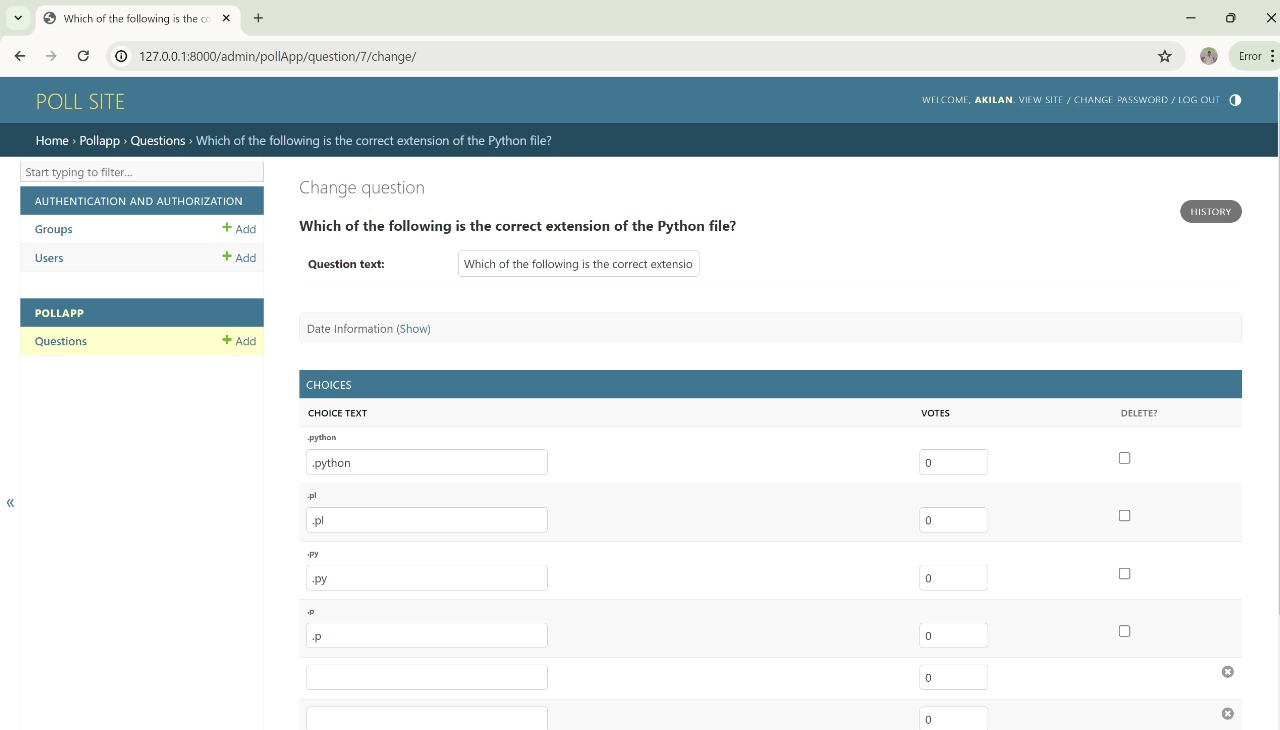 Which of the following is the co
127.0.0.1:8000/admin/pollApp/question/7/change/
Error
POLL SITE
WELCOME, AKILAN. VIEW SITE / CHANGE PASSWORD / LOG OUT
Home › Pollapp › Questions › Which of the following is the correct extension of the Python file?
Start typing to filter...
AUTHENTICATION AND AUTHORIZATION
Groups + Add
Users + Add
POLLAPP
Questions + Add
«
Change question
HISTORY
Which of the following is the correct extension of the Python file?
Question text: Which of the following is the correct extensio
Date Information (Show)
CHOICES
CHOICE TEXT VOTES DELETE?
.python
.python 0
.pl
.pl 0
.py
.py 0
.p
.p 0
0
0